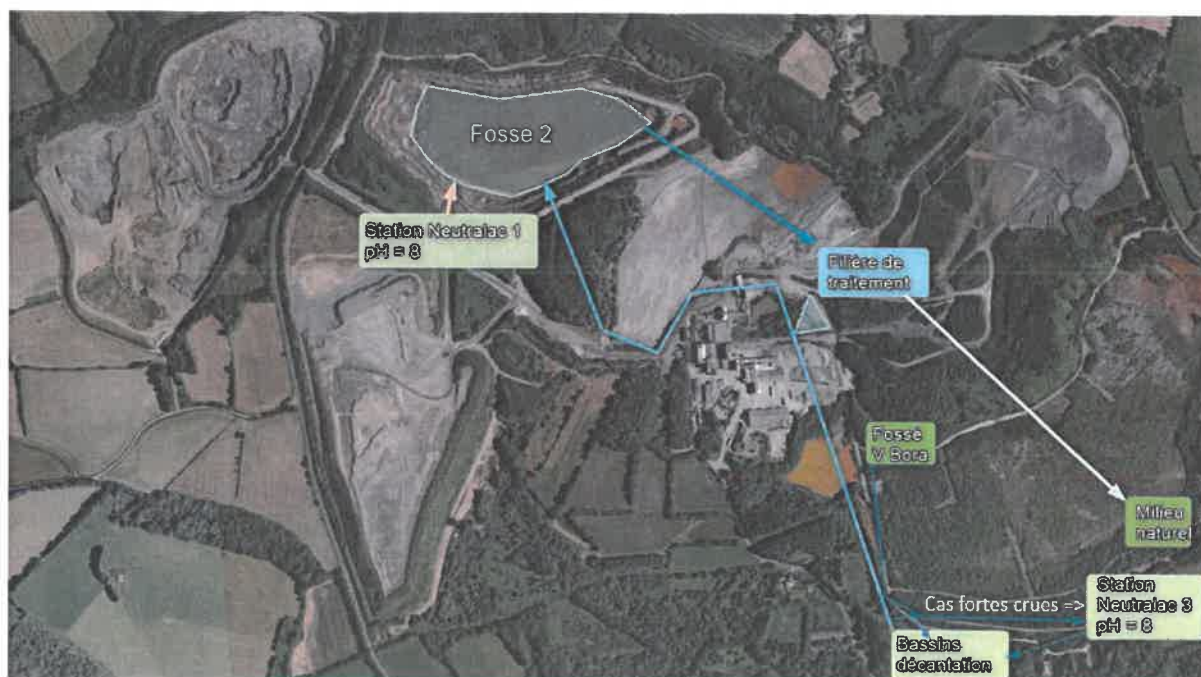 Fosse 2
Station Neutralac 1
pH = 8
Filière de
traitement
Fossé
V Bora
Milieu
naturel
Cas fortes crues =>
Station
Neutralac 3
pH = 8
Bassins
décantation